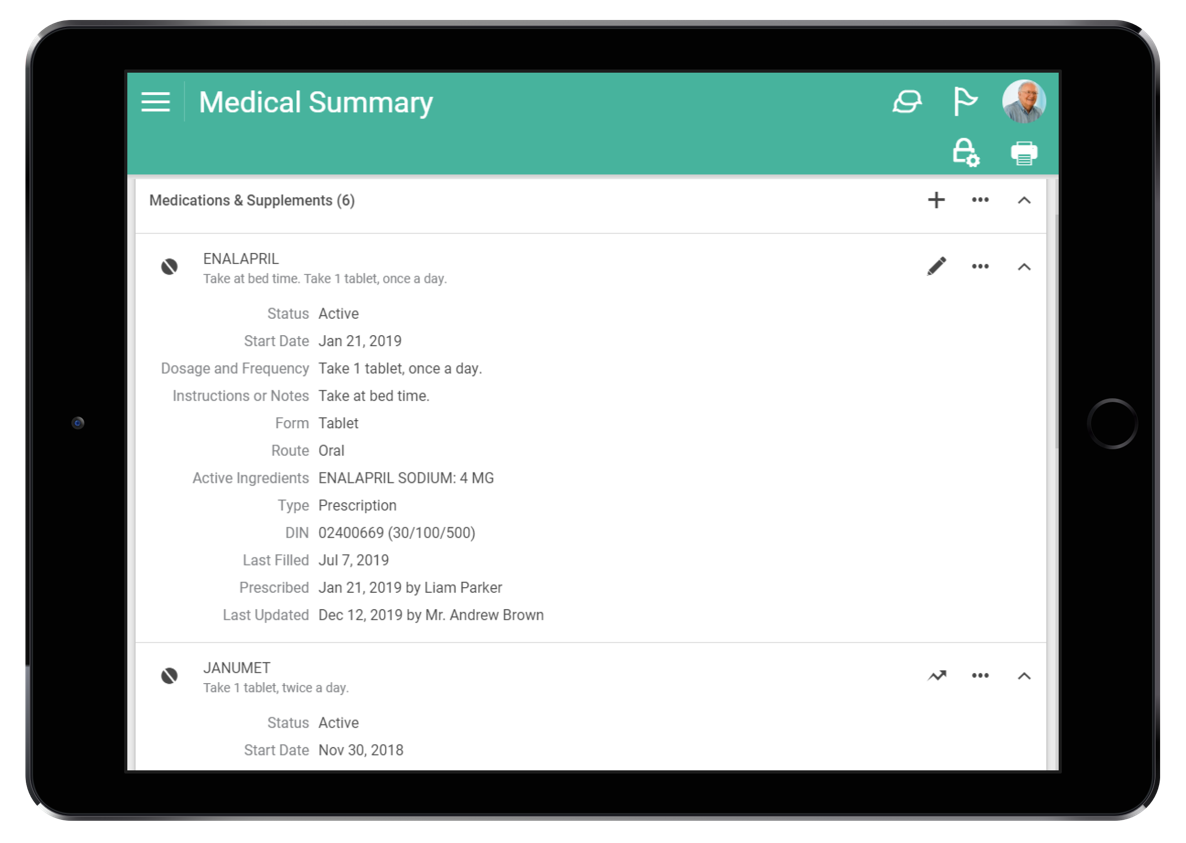 Medical Summary
Medications & Supplements (6)
ENALAPRIL
Take at bed time. Take 1 tablet, once a day.
Status Active
Start Date Jan 21, 2019
Dosage and Frequency Take 1 tablet, once a day.
Instructions or Notes Take at bed time.
Form Tablet
Route Oral
Active Ingredients ENALAPRIL SODIUM: 4 MG
Type Prescription
DIN 02400669 (30/100/500)
Last Filled Jul 7, 2019
Prescribed Jan 21, 2019 by Liam Parker
Last Updated Dec 12, 2019 by Mr. Andrew Brown
JANUMET
Take 1 tablet, twice a day.
Status Active
Start Date Nov 30, 2018